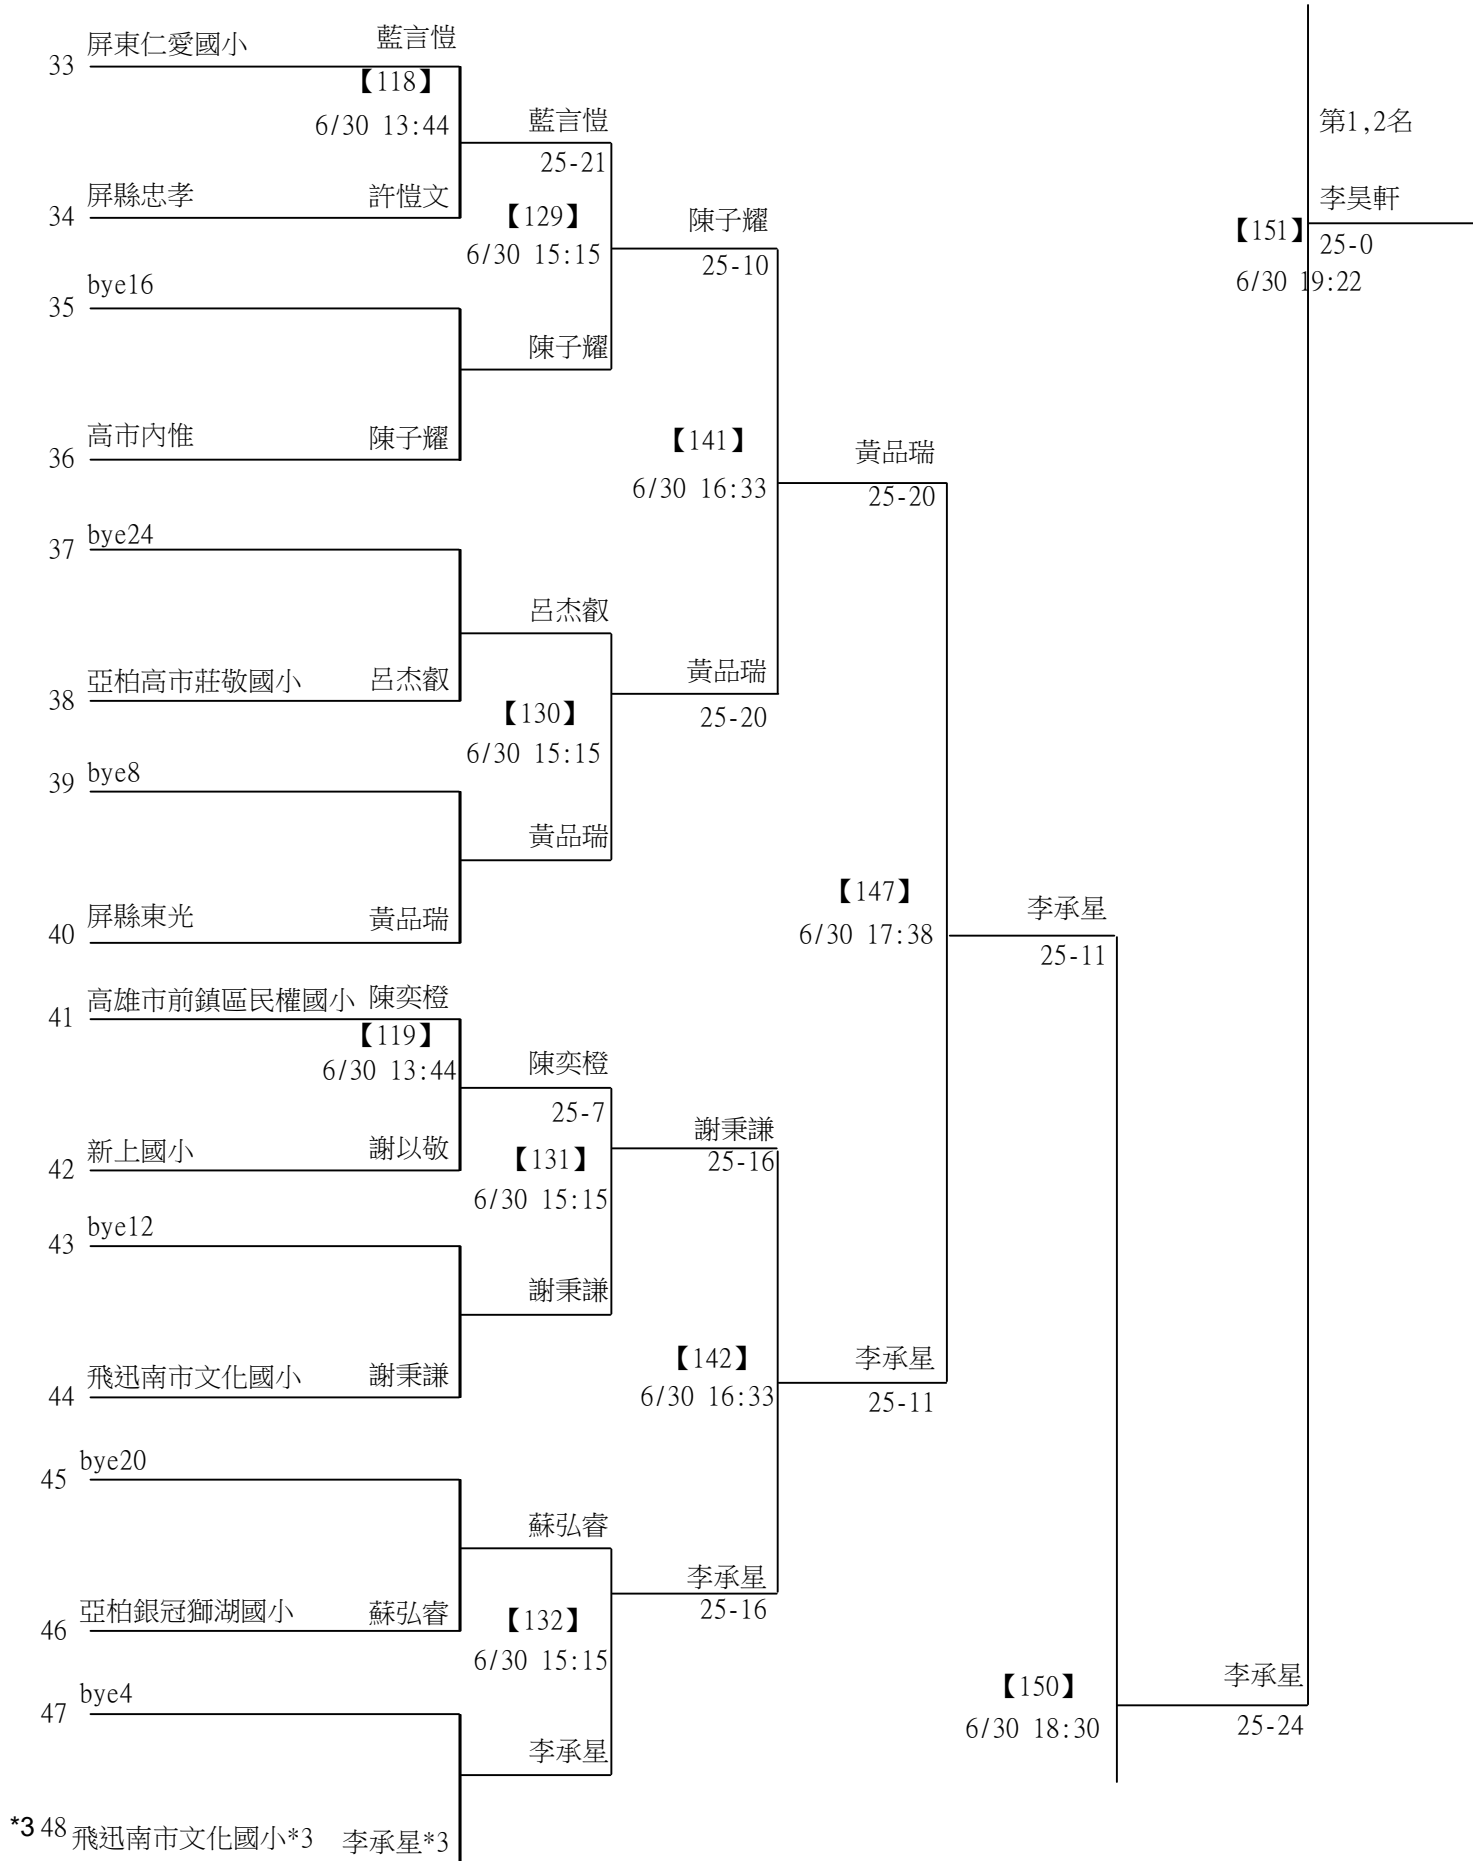 屏東仁愛國小 藍言愷
33
【118】
6/30 13:44
藍言愷
25-21
第1,2名
屏縣忠孝 許愷文
34
【129】
6/30 15:15
陳子耀
25-10
李昊軒
【151】
25-0
6/30 19:22
bye16
35
陳子耀
高市內惟 陳子耀
36
【141】
6/30 16:33
黃品瑞
25-20
bye24
37
呂杰叡
亞柏高市莊敬國小 呂杰叡
38
黃品瑞
25-20
【130】
6/30 15:15
bye8
39
黃品瑞
屏縣東光 黃品瑞
40
【147】
6/30 17:38
李承星
25-11
高雄市前鎮區民權國小 陳奕橙
41
【119】
6/30 13:44
陳奕橙
25-7
新上國小 謝以敬
42
【131】
6/30 15:15
謝秉謙
25-16
bye12
43
謝秉謙
飛迅南市文化國小 謝秉謙
44
【142】
6/30 16:33
李承星
25-11
bye20
45
蘇弘睿
亞柏銀冠獅湖國小 蘇弘睿
46
李承星
25-16
【132】
6/30 15:15
bye4
47
李承星
【150】
6/30 18:30
李承星
25-24
*3 48 飛迅南市文化國小*3 李承星*3